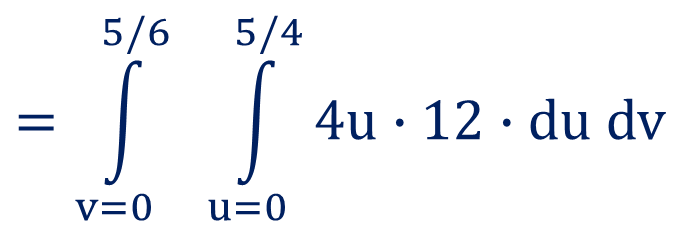 5/6 5/4
= ∫ ∫ 4u · 12 · du dv
v=0 u=0